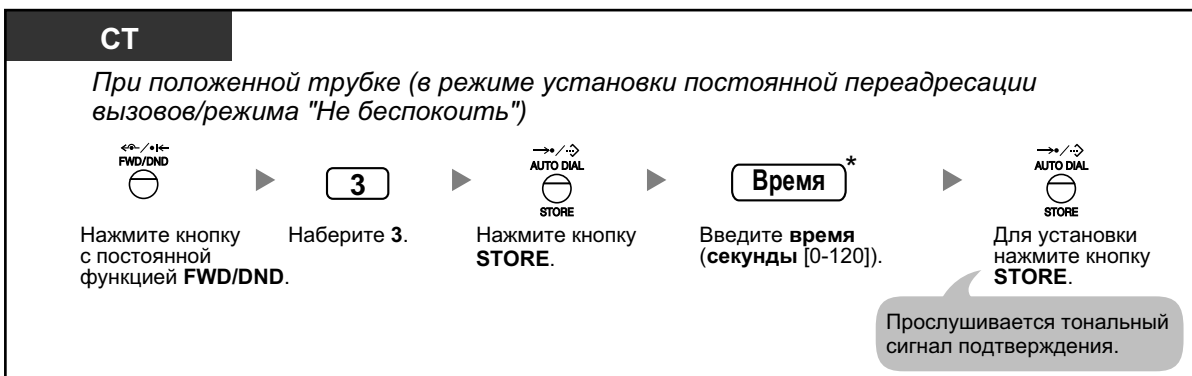 СТ
При положенной трубке (в режиме установки постоянной переадресации
вызовов/режима "Не беспокоить")
FWD/DND
Нажмите кнопку
с постоянной
функцией FWD/DND.
3
Наберите 3.
AUTO DIAL
STORE
Нажмите кнопку
STORE.
Время*
Введите время
(секунды [0-120]).
AUTO DIAL
STORE
Для установки
нажмите кнопку
STORE.
Прослушивается тональный
сигнал подтверждения.